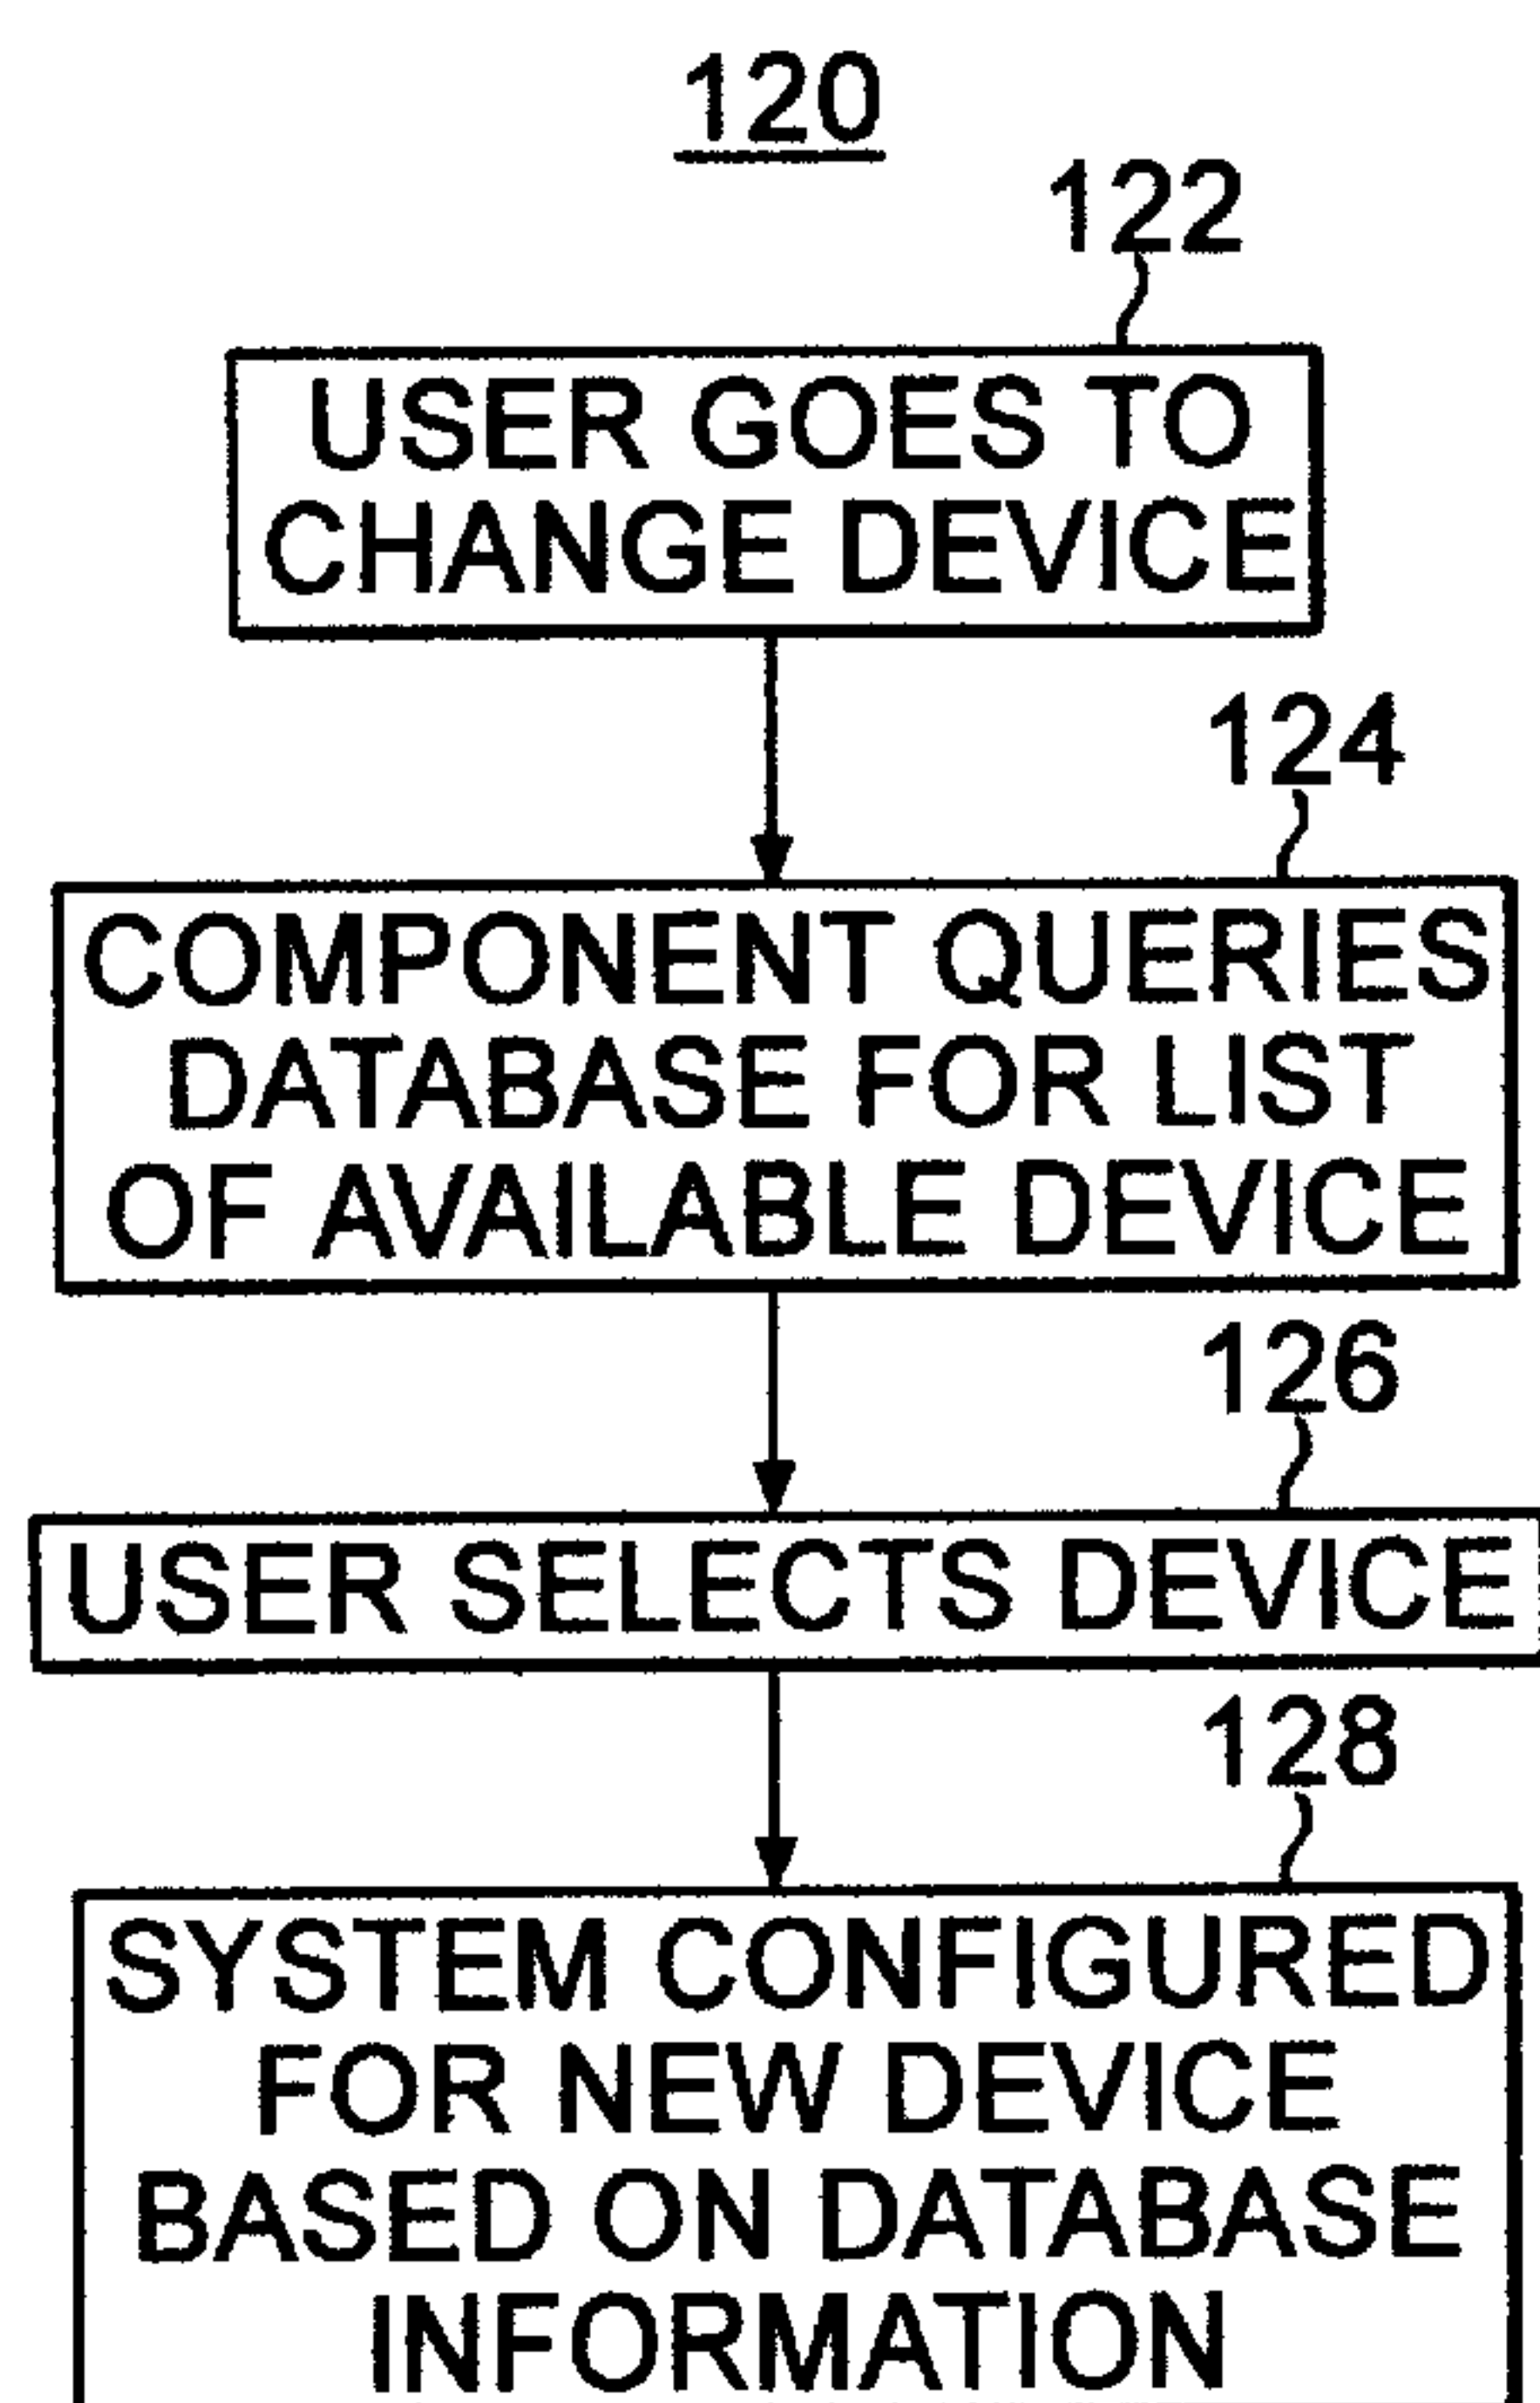 120
122
USER GOES TO
CHANGE DEVICE
124
COMPONENT QUERIES
DATABASE FOR LIST
OF AVAILABLE DEVICE
126
USER SELECTS DEVICE
128
SYSTEM CONFIGURED
FOR NEW DEVICE
BASED ON DATABASE
INFORMATION